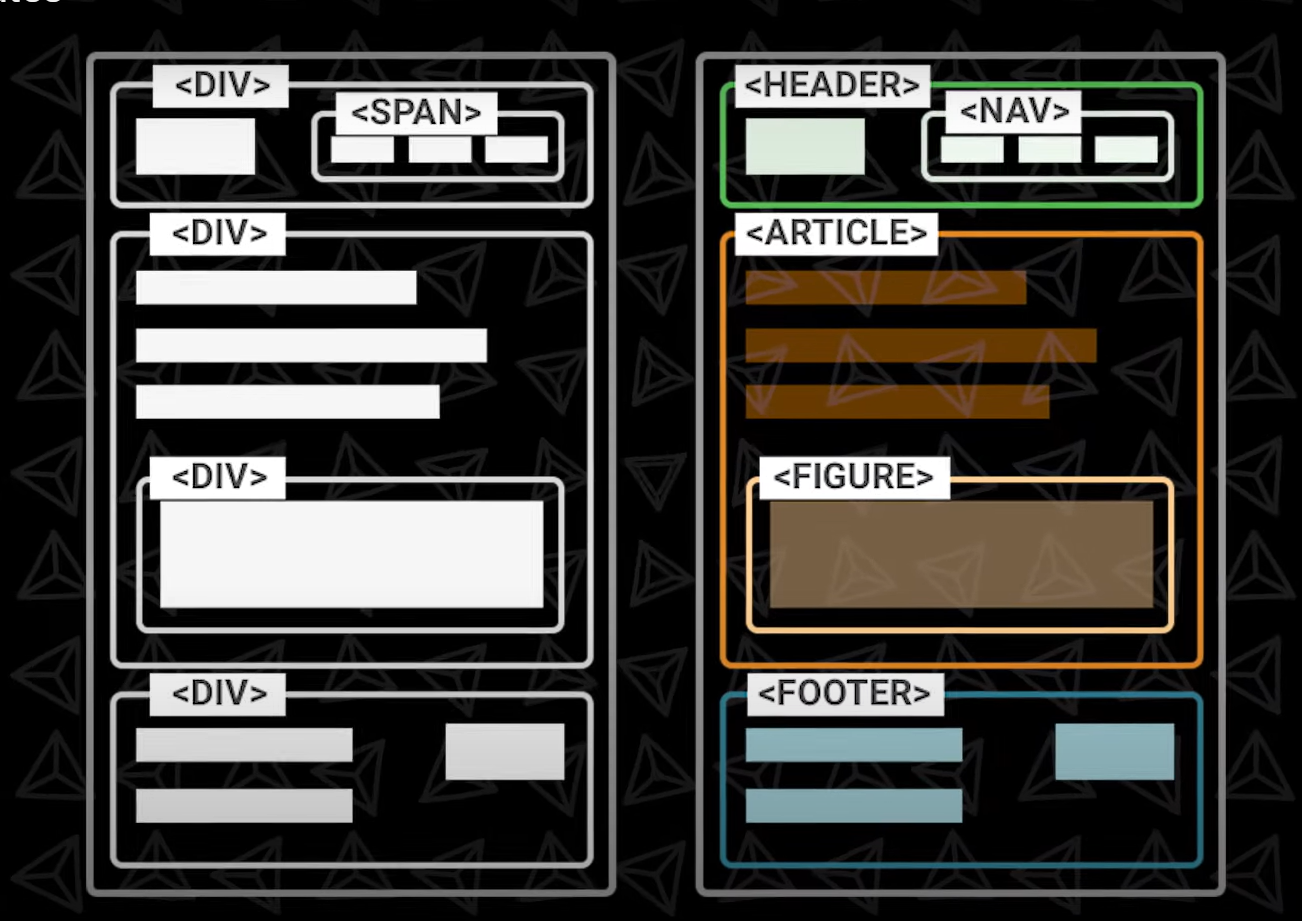 <DIV>
<SPAN>
<DIV>
<DIV>
<DIV>
<HEADER>
<NAV>
<ARTICLE>
<FIGURE>
<FOOTER>